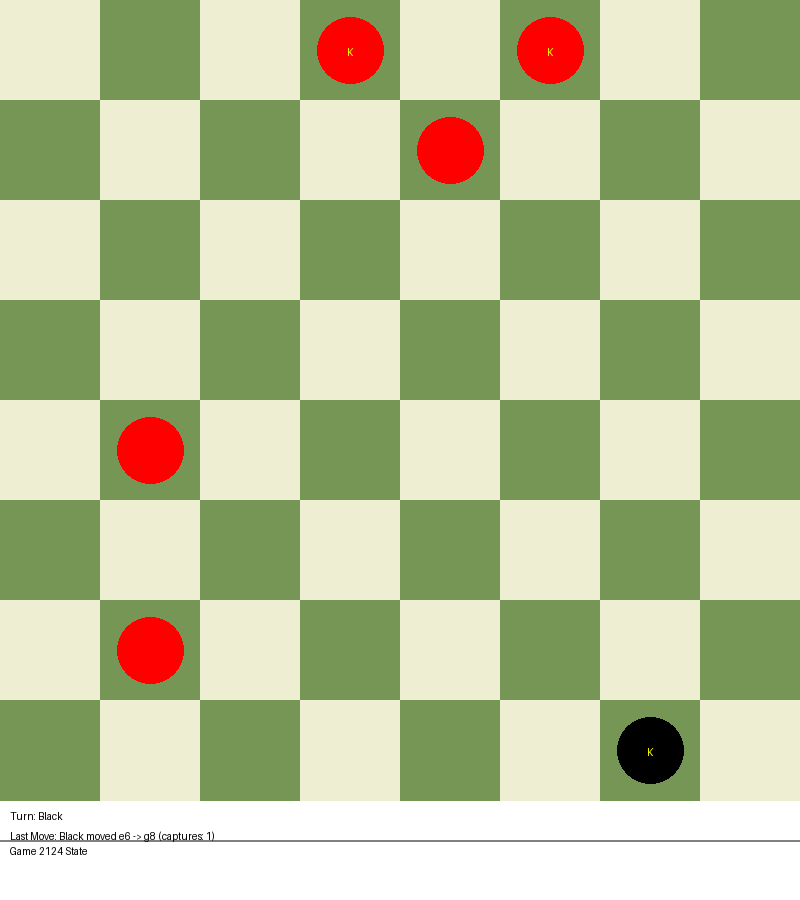 K K
K
Turn: Black
Last Move: Black moved e6 -> g8 (captures: 1)
Game 2124 State